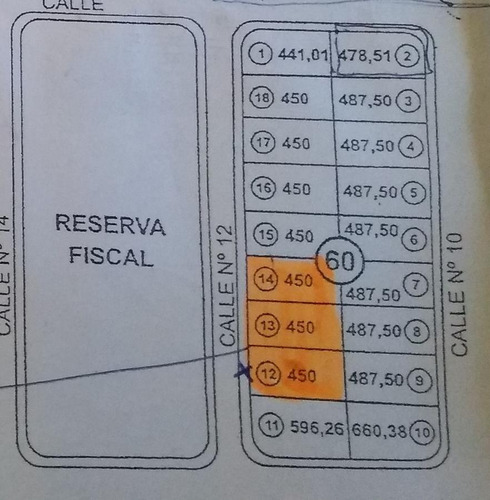 CALLE
CALLE Nº 14
RESERVA
FISCAL
CALLE Nº 12
1 441,01 478,51 2
18 450 487,50 3
17 450 487,50 4
16 450 487,50 5
15 450 487,50 6
60
14 450 487,50 7
13 450 487,50 8
12 450 487,50 9
11 596,26 660,38 10
CALLE Nº 10